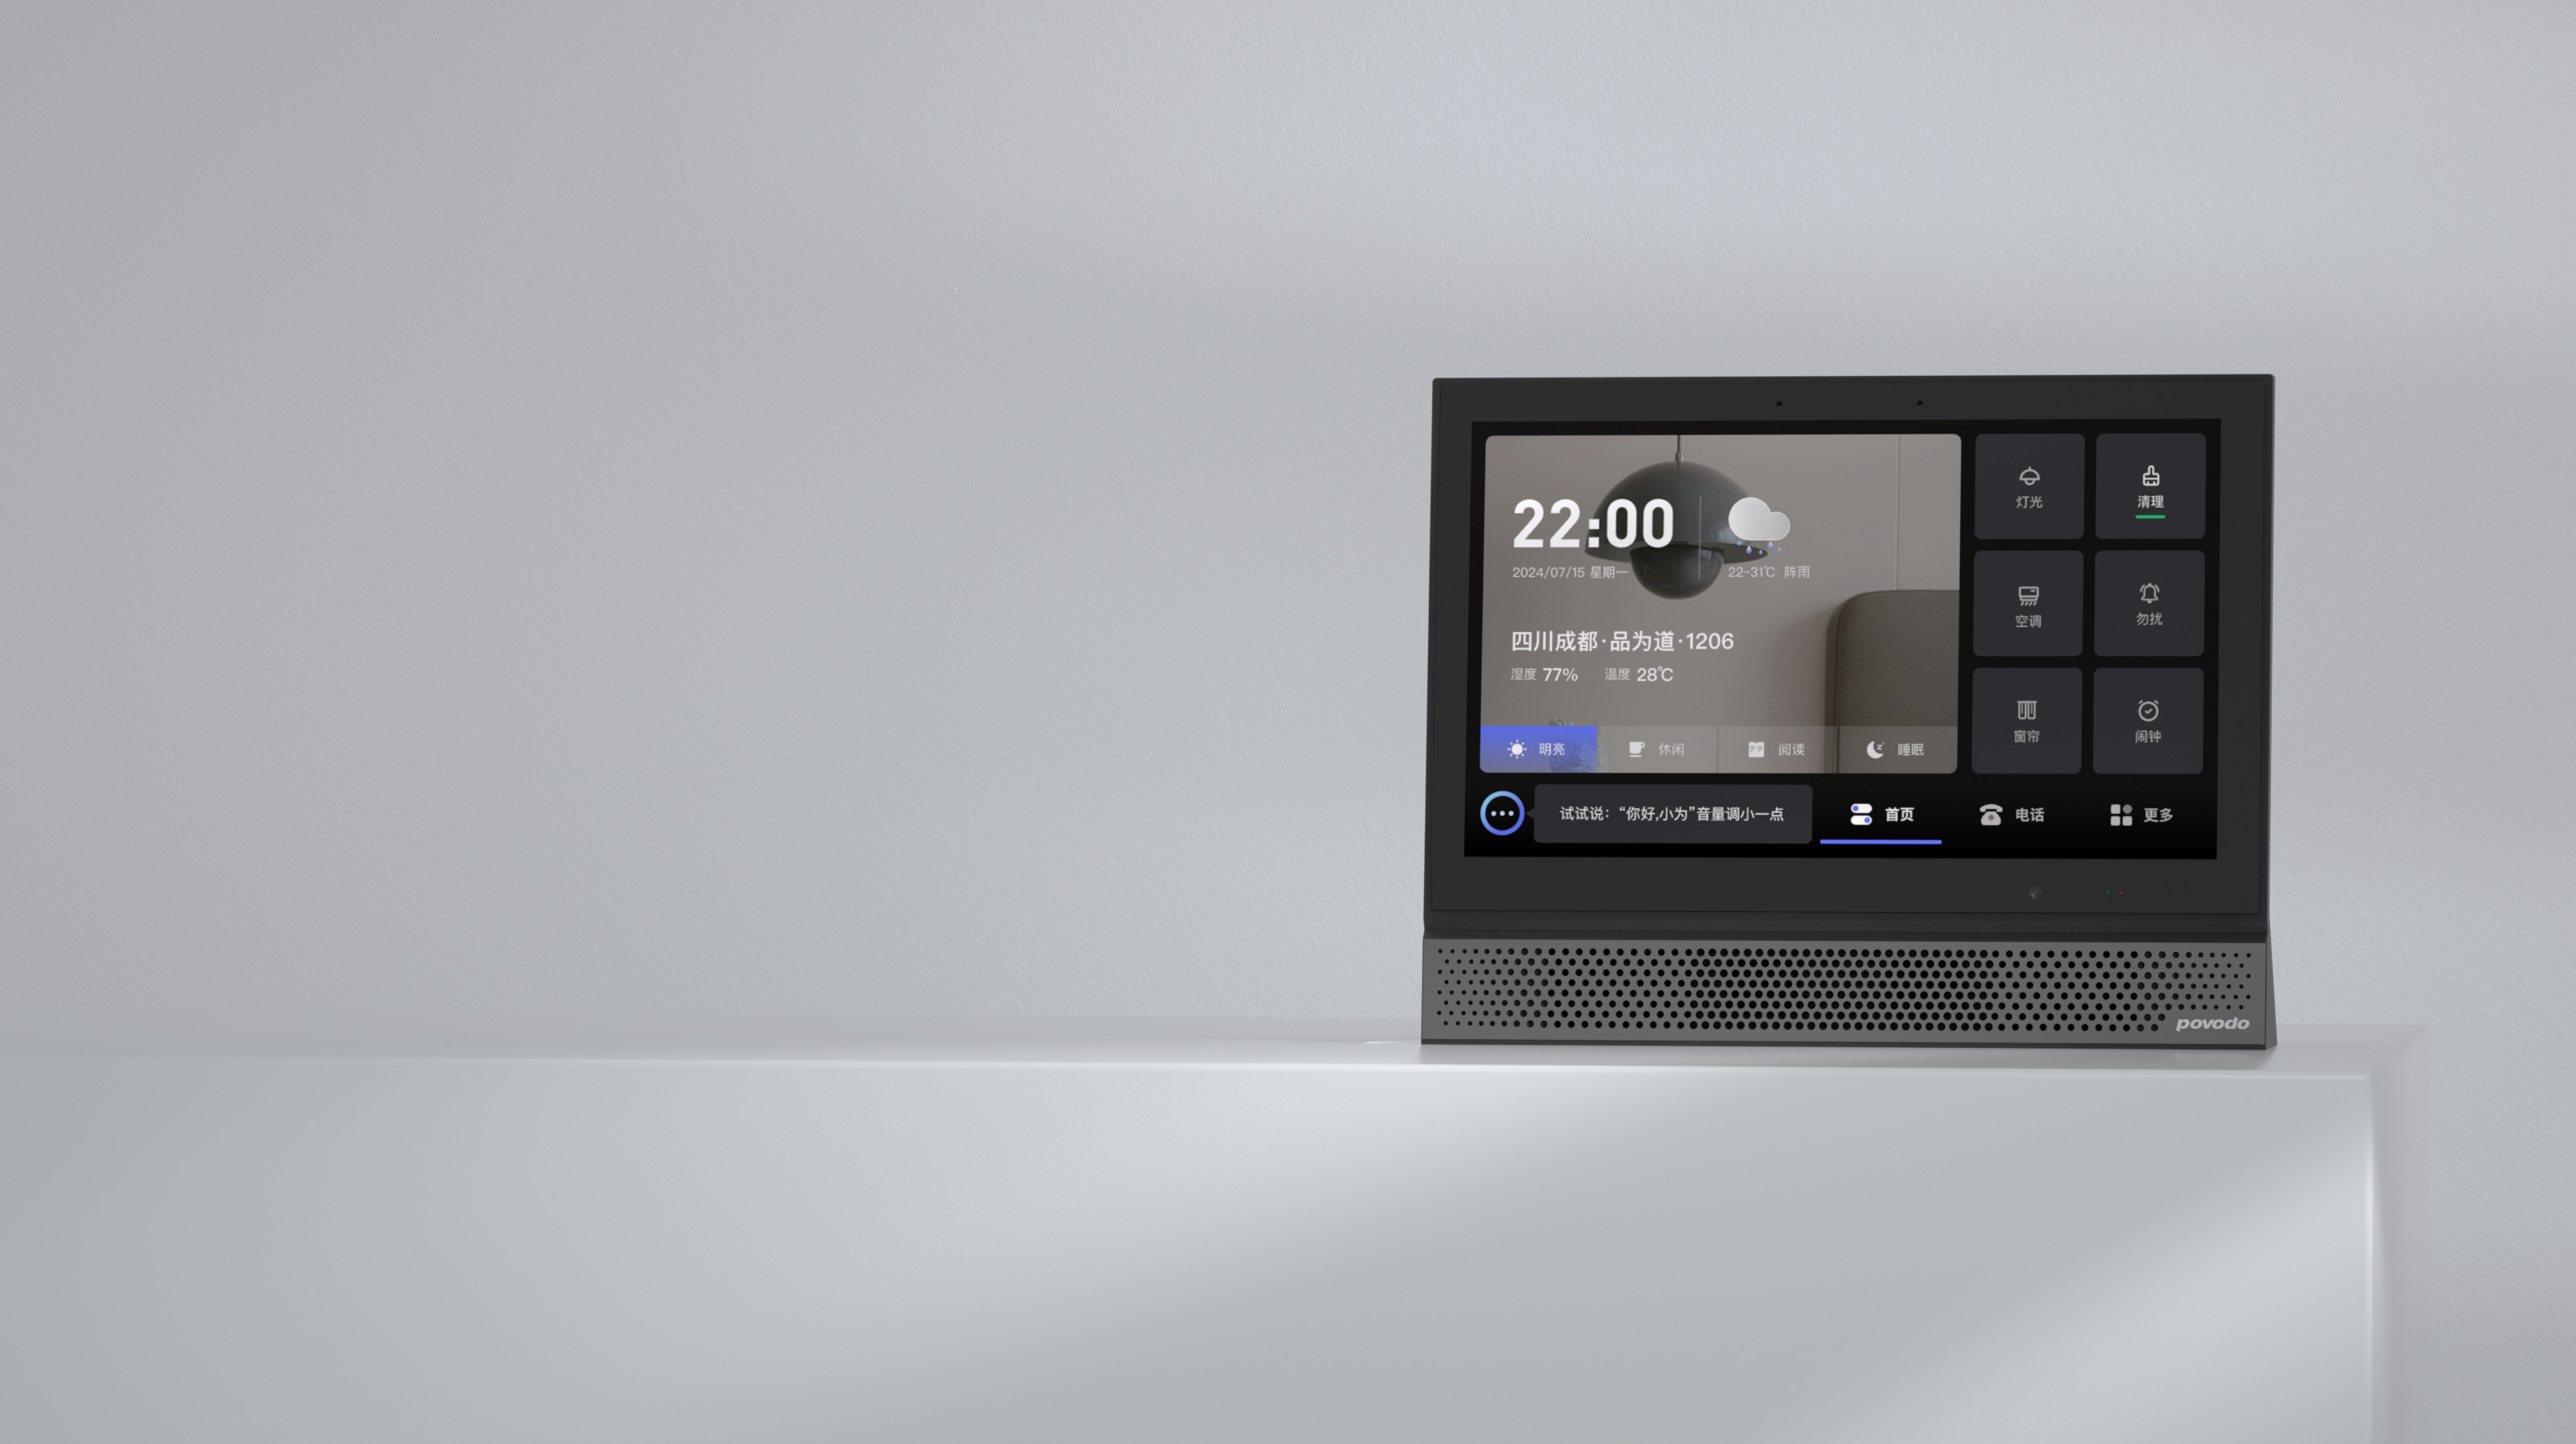 22:00
2024/07/15 星期一
22-31℃ 阵雨
四川成都·品为道·1206
湿度 77% 温度 28℃
明亮 休闲 阅读 睡眠
灯光 清理
空调 勿扰
窗帘 闹钟
试试说：“你好,小为”音量调小一点
首页 电话 更多
povodo